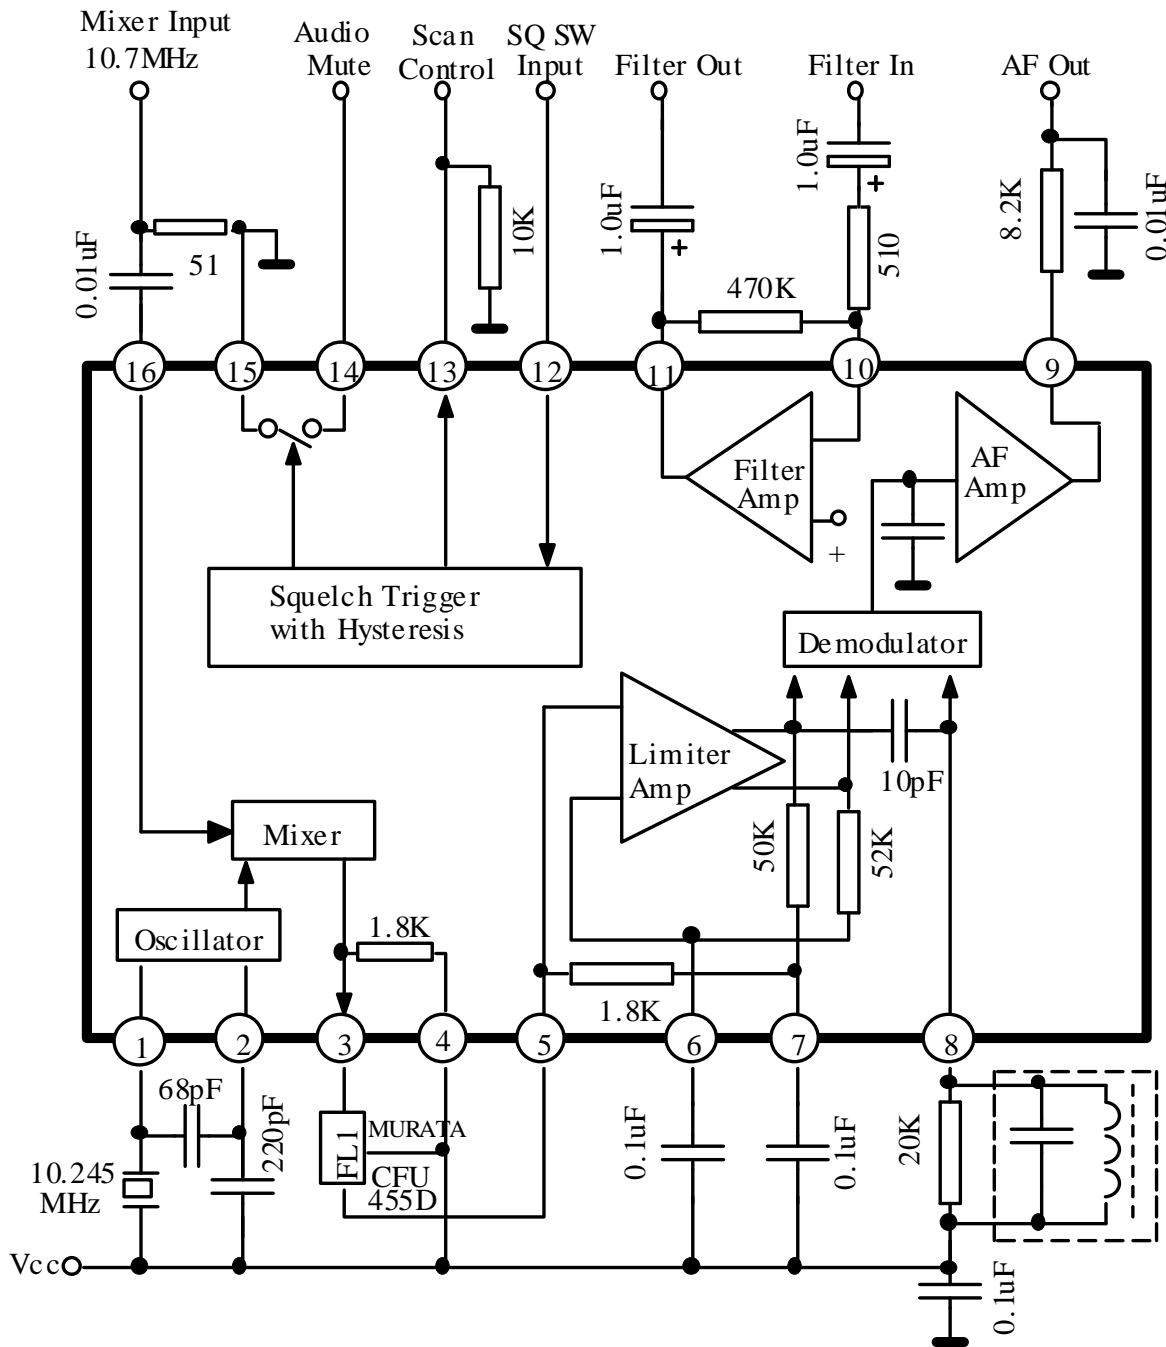 Mixer Input
10.7MHz
Audio
Mute
Scan
Control
SQ SW
Input
Filter Out
Filter In
AF Out
0.01uF
51
10K
1.0uF
+
1.0uF
+
510
470K
8.2K
0.01uF
16
15
14
13
12
11
10
9
Filter
Amp
+
AF
Amp
Squelch Trigger
with Hysteresis
Demodulator
Limiter
Amp
10pF
50K
52K
Mixer
Oscillator
1.8K
1.8K
1
2
3
4
5
6
7
8
68pF
220pF
10.245
MHz
FL1
MURATA
CFU
455D
0.1uF
0.1uF
20K
Vcc
0.1uF